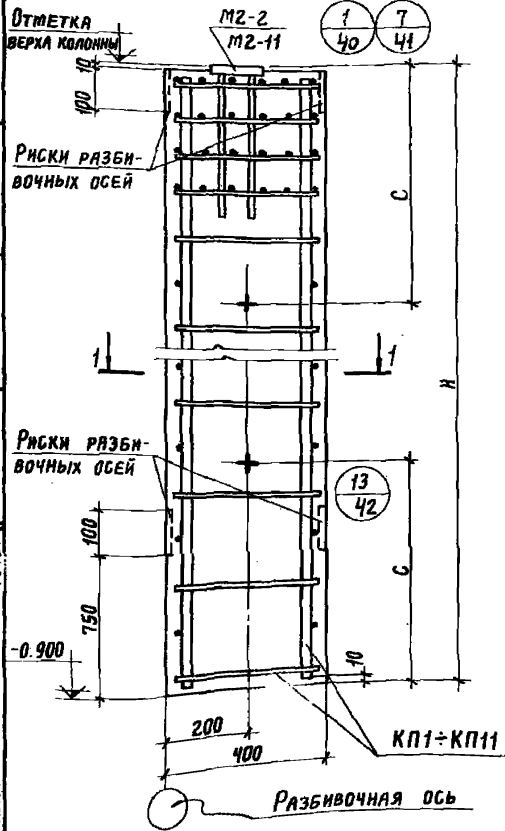 Отметка
верха колонны
М2-2
М2-11
1
40
7
41
10
100
Риски разби-
вочных осей
С
1
1
Н
Риски разби-
вочных осей
13
42
100
С
750
-0.900
10
200
400
КП1÷КП11
Разбивочная ось